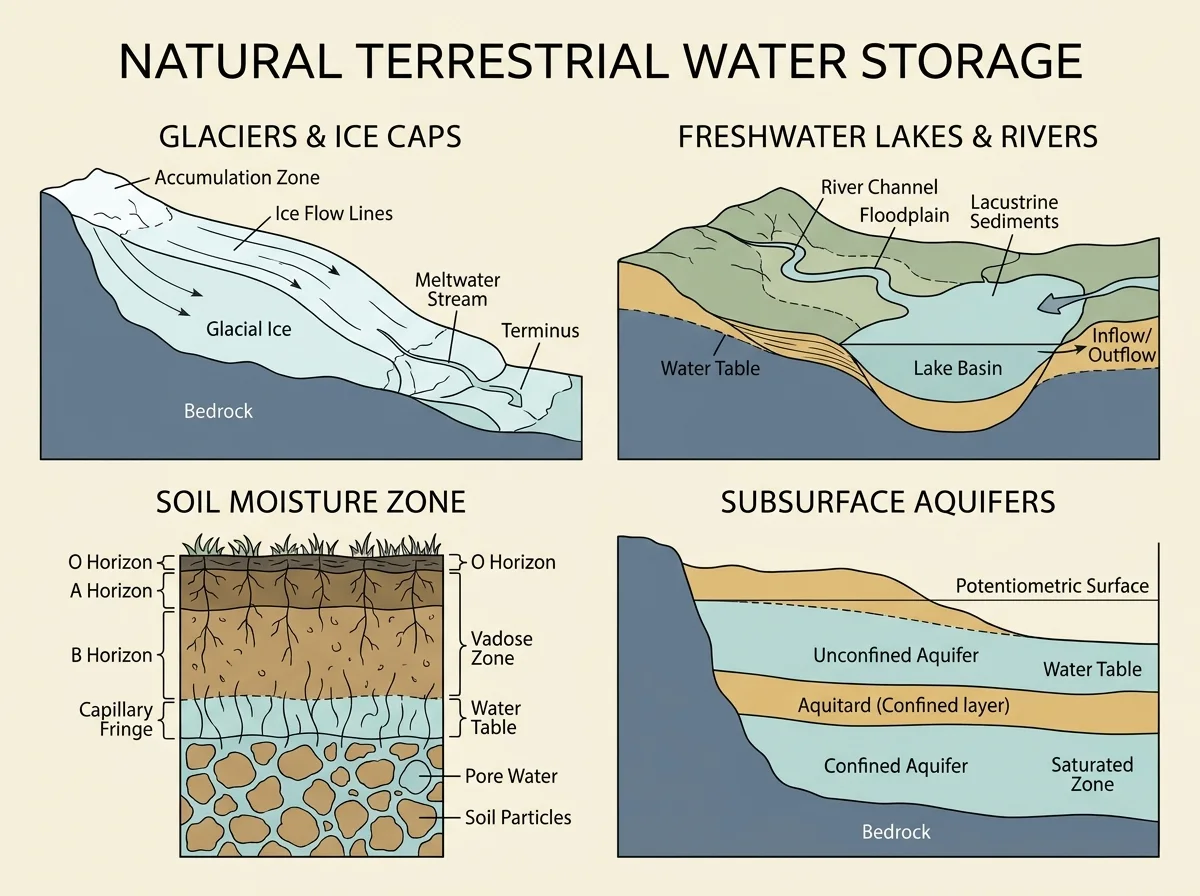 NATURAL TERRESTRIAL WATER STORAGE
GLACIERS & ICE CAPS
Accumulation Zone
Ice Flow Lines
Meltwater
Stream
Terminus
Glacial Ice
Bedrock
FRESHWATER LAKES & RIVERS
River Channel
Floodplain
Lacustrine
Sediments
Water Table
Lake Basin
Inflow/
Outflow
SOIL MOISTURE ZONE
O Horizon
A Horizon
B Horizon
Capillary
Fringe
O Horizon
Vadose
Zone
Water
Table
Pore Water
Soil Particles
SUBSURFACE AQUIFERS
Potentiometric Surface
Unconfined Aquifer
Water Table
Aquitard (Confined layer)
Confined Aquifer
Saturated
Zone
Bedrock